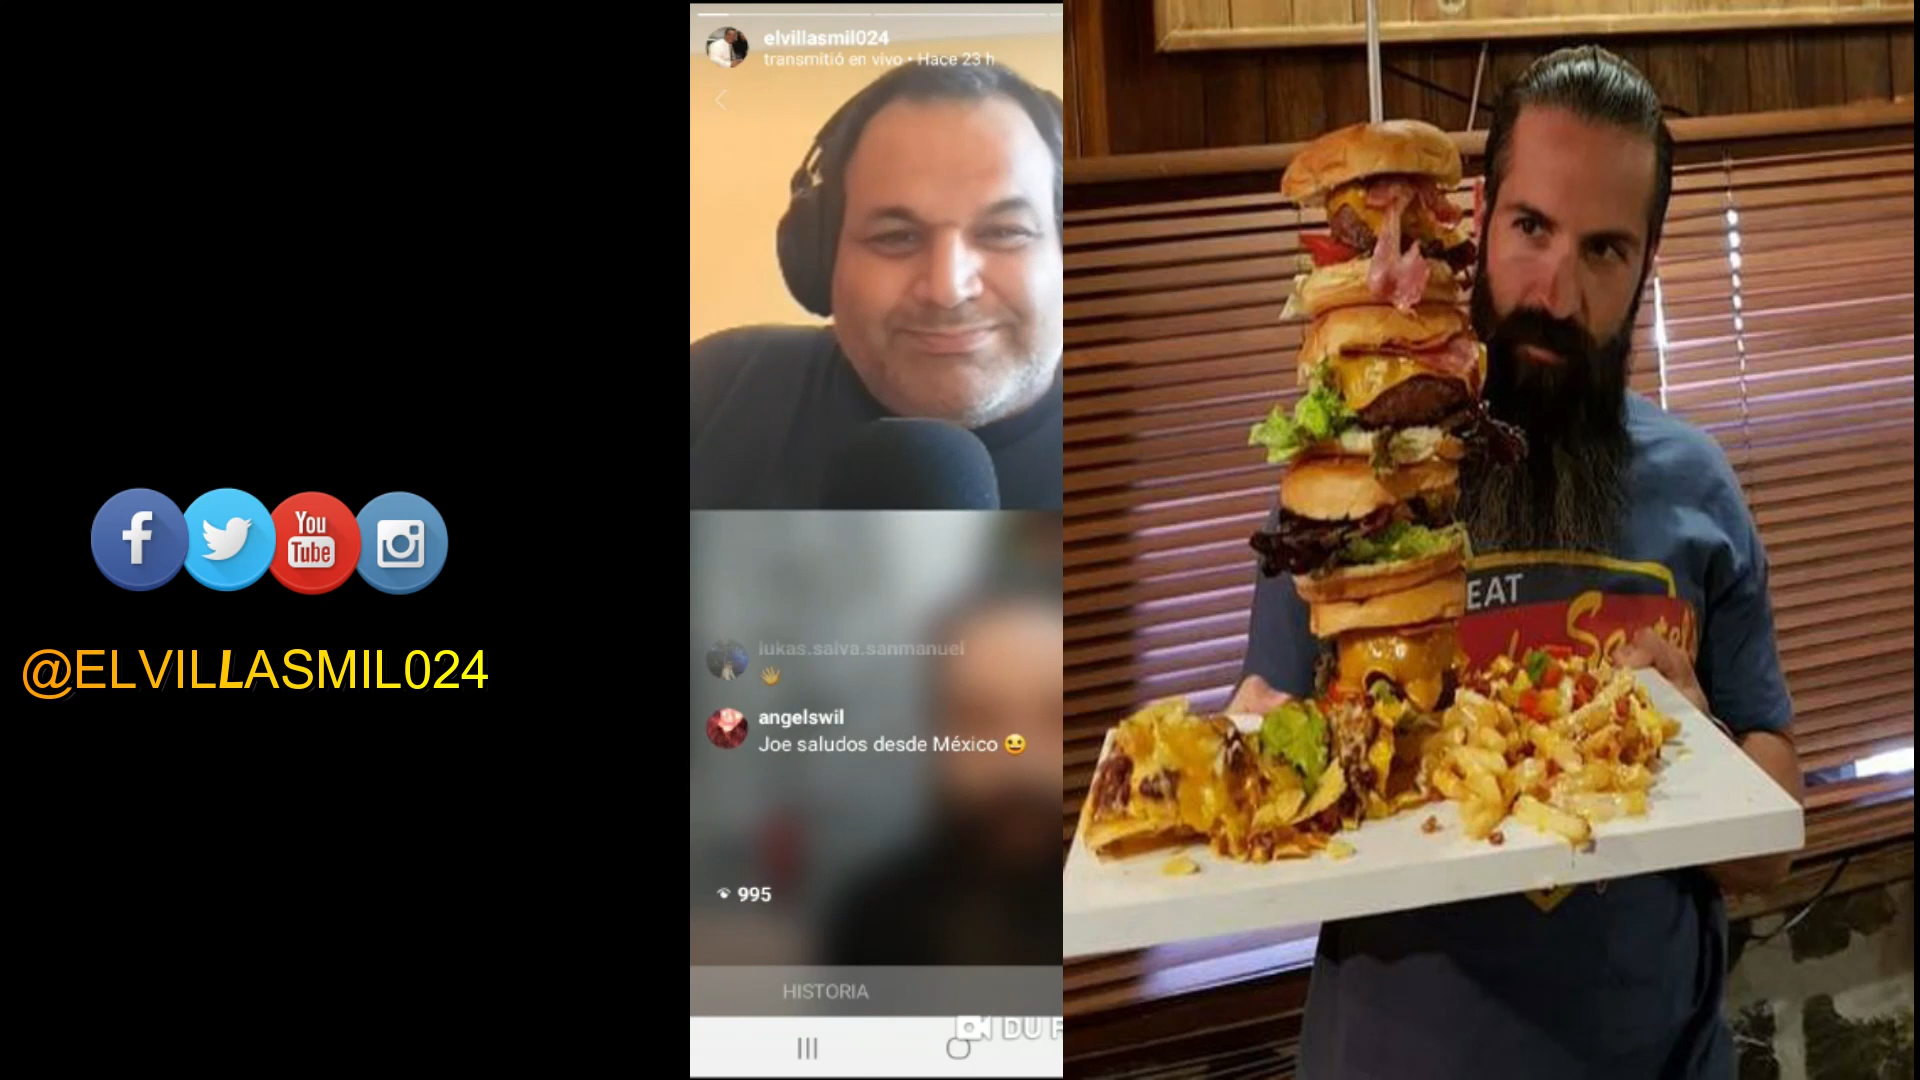 f
You
Tube
@ELVILLASMIL024
elvillasmil024
transmitió en vivo • Hace 23 h
lukas.salva.sanmanuel
👋
angelswil
Joe saludos desde México 😀
995
HISTORIA
DU
EAT